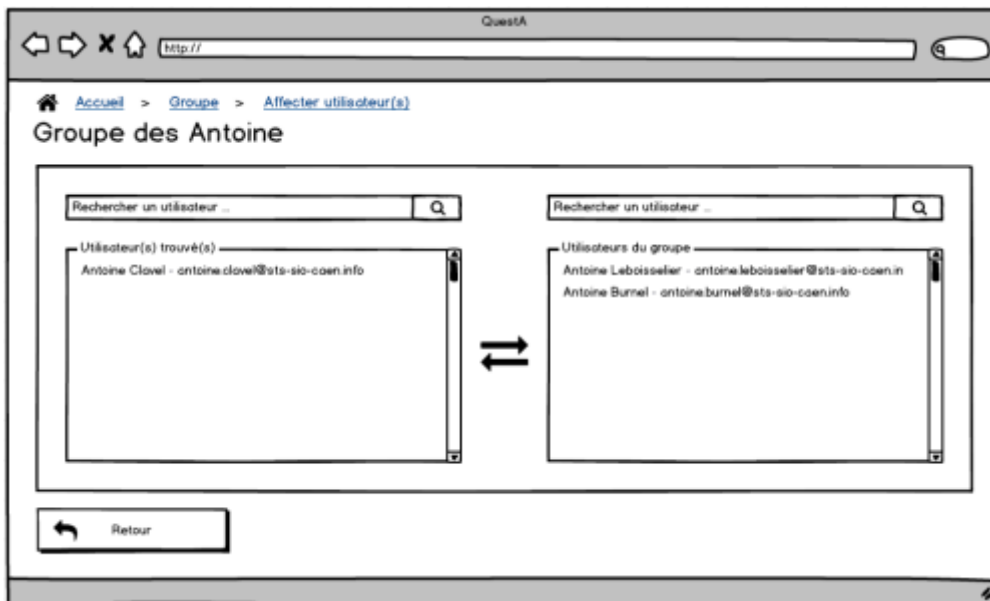 QuestA
http://
Accueil > Groupe > Affecter utilisateur(s)
Groupe des Antoine
Rechercher un utilisateur ..
Rechercher un utilisateur ..
Utilisateur(s) trouvé(s)
Antoine Clavel - antoine.clavel@sts-sio-caen.info
Utilisateurs du groupe
Antoine Leboisselier - antoine.leboisselier@sts-sio-caen.in
Antoine Burnel - antoine.burnel@sts-sio-caen.info
Retour